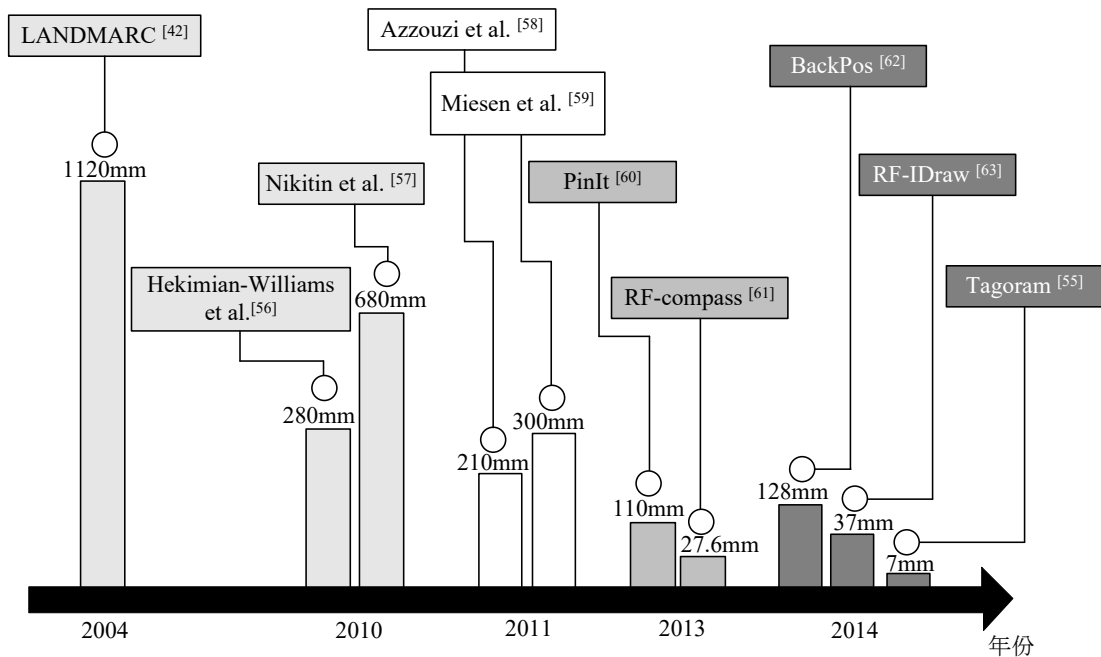 LANDMARC [42]
Azzouzi et al. [58]
Miesen et al. [59]
BackPos [62]
Nikitin et al. [57]
PinIt [60]
RF-IDraw [63]
Hekimian-Williams
et al.[56]
RF-compass [61]
Tagoram [55]
1120mm
280mm
680mm
210mm
300mm
110mm
27.6mm
128mm
37mm
7mm
2004
2010
2011
2013
2014
年份